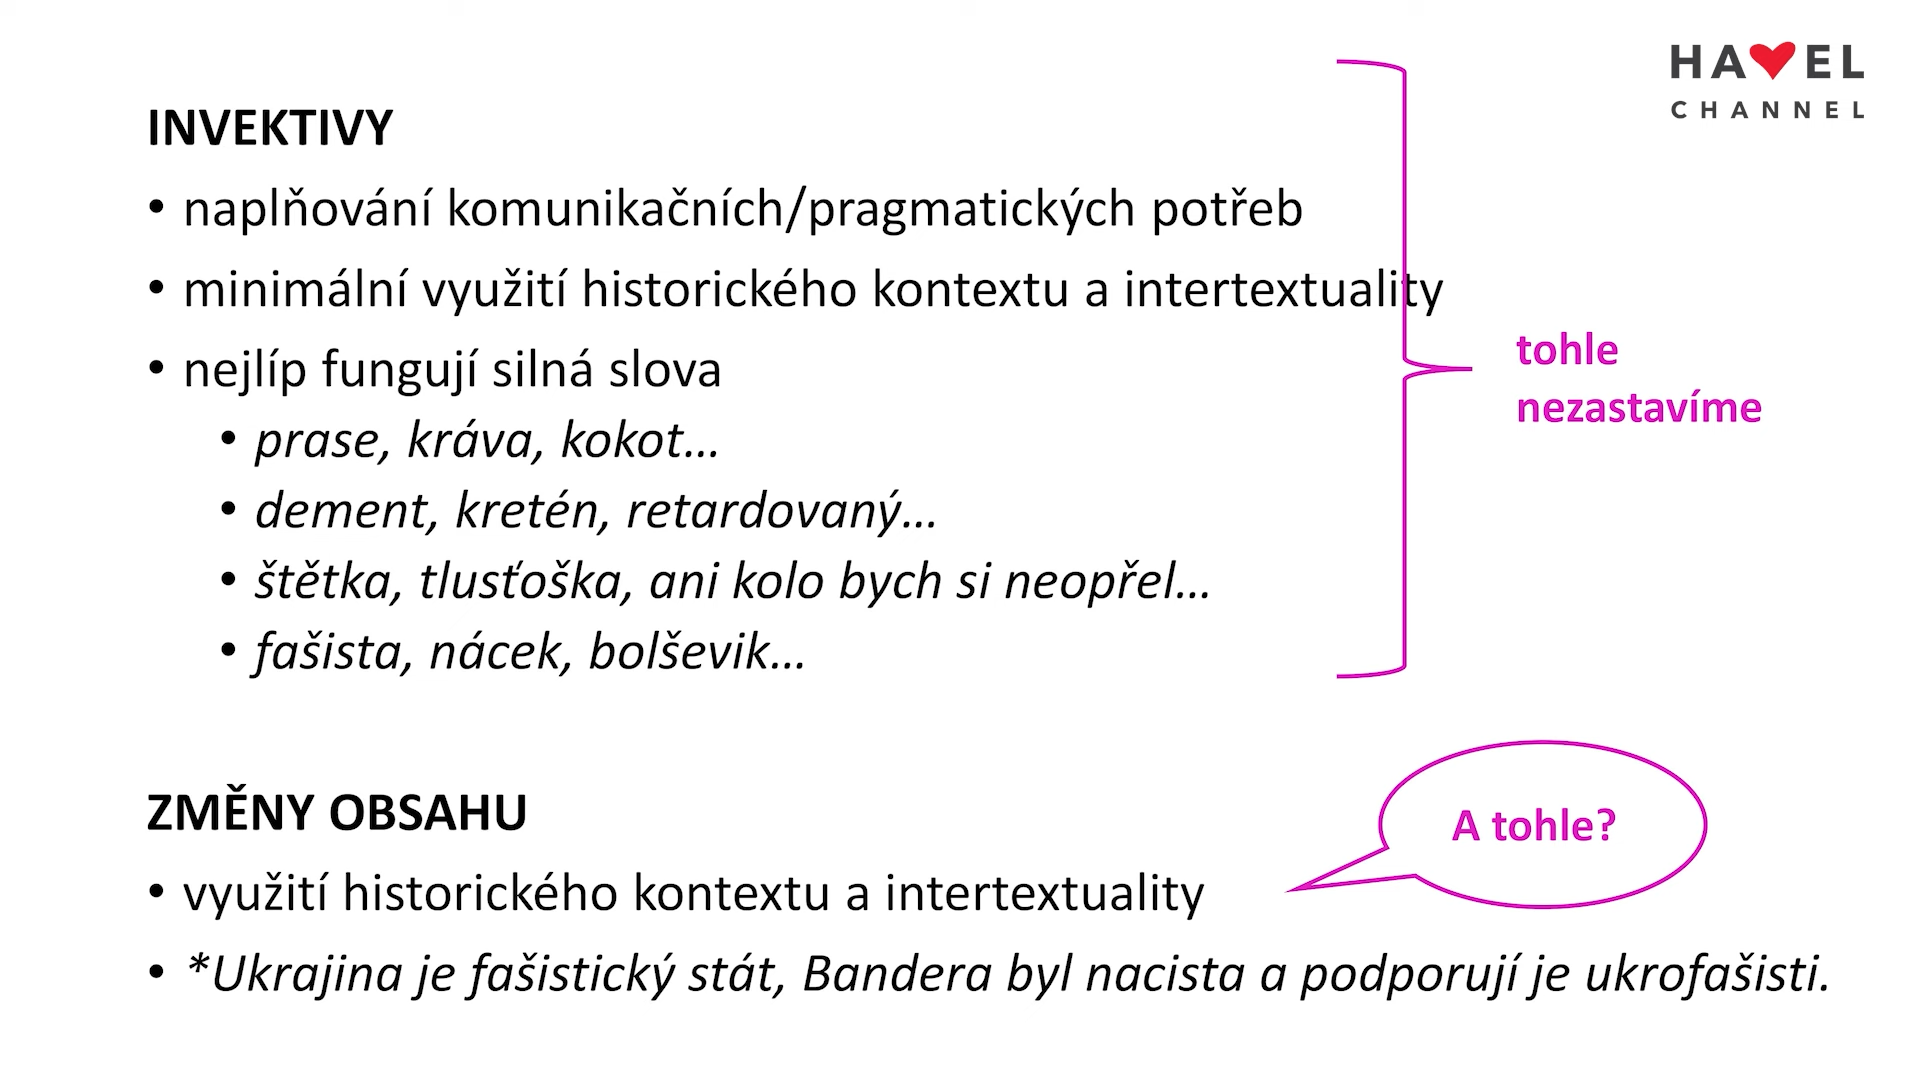 HAVEL
CHANNEL
INVEKTIVY
• naplňování komunikačních/pragmatických potřeb
• minimální využití historického kontextu a intertextuality
• nejlíp fungují silná slova
• prase, kráva, kokot...
• dement, kretén, retardovaný...
• štětka, tlusťoška, ani kolo bych si neopřel...
• fašista, nácek, bolševik...
tohle
nezastavíme
ZMĚNY OBSAHU
• využití historického kontextu a intertextuality
• *Ukrajina je fašistický stát, Bandera byl nacista a podporují je ukrofašisti.
A tohle?